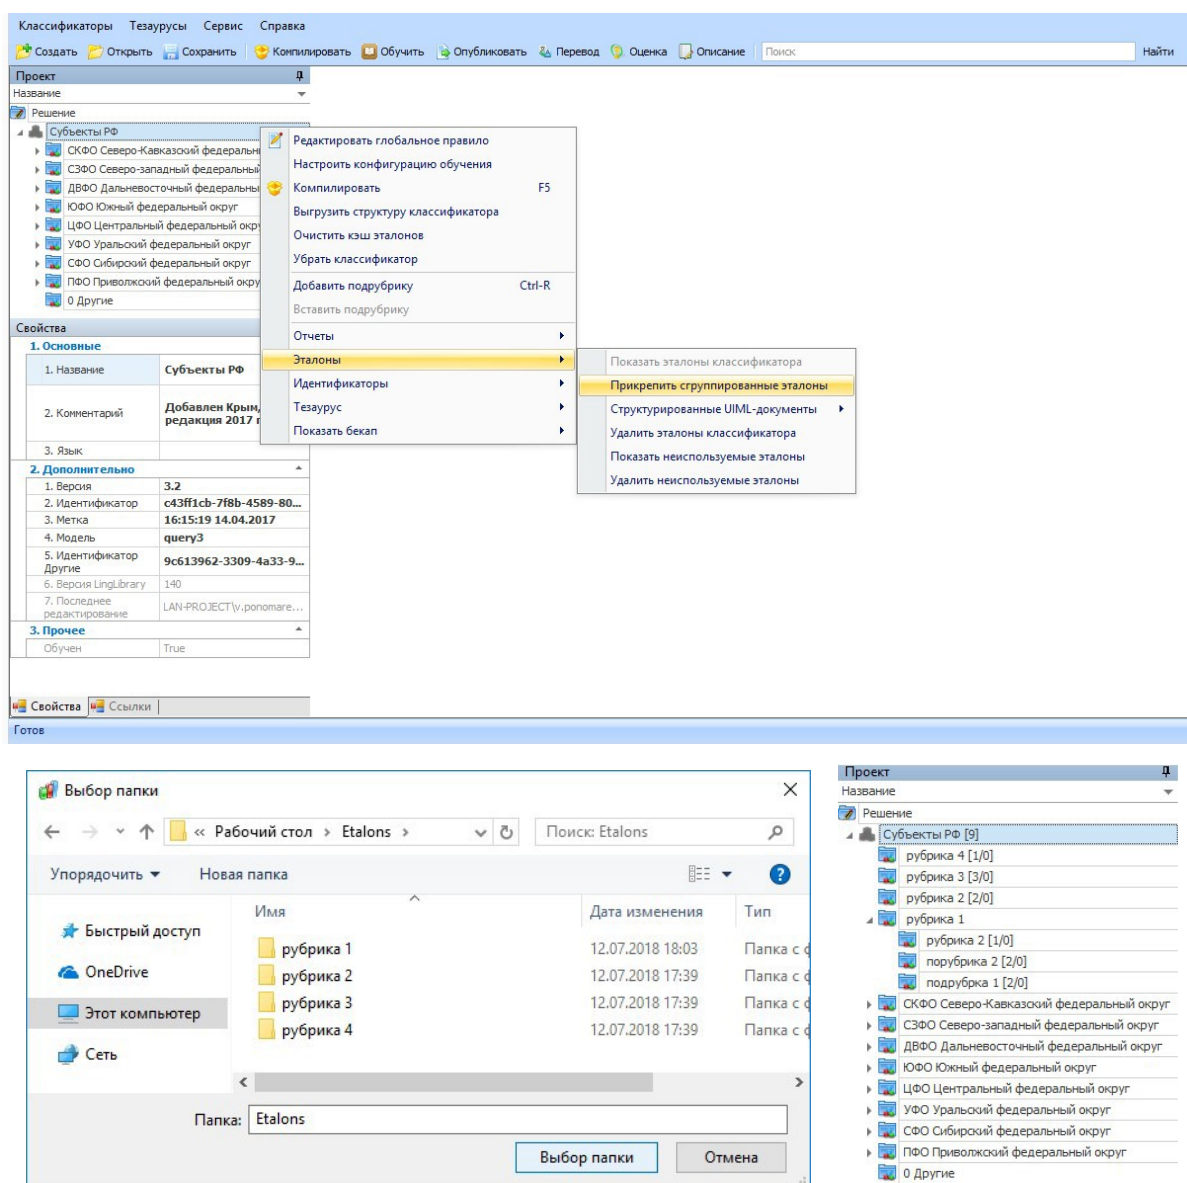 Классификаторы Тезаурусы Сервис Справка
Создать Открыть Сохранить Компилировать Обучить Опубликовать Перевод Оценка Описание Поиск Найти
Проект
Название
Решение
Субъекты РФ
СКФО Северо-Кавказский федеральн
СЗФО Северо-западный федеральный
ДВФО Дальневосточный федеральны
ЮФО Южный федеральный округ
ЦФО Центральный федеральный окру
УФО Уральский федеральный округ
СФО Сибирский федеральный округ
ПФО Приволжский федеральный окру
0 Другие
Редактировать глобальное правило
Настроить конфигурацию обучения
Компилировать F5
Выгрузить структуру классификатора
Очистить кэш эталонов
Убрать классификатор
Добавить подрубрику Ctrl-R
Вставить подрубрику
Отчеты
Эталоны
Идентификаторы
Тезаурус
Показать бекап
Показать эталоны классификатора
Прикрепить сгруппированные эталоны
Структурированные UIML-документы
Удалить эталоны классификатора
Показать неиспользуемые эталоны
Удалить неиспользуемые эталоны
Свойства
1. Основные
1. Название Субъекты РФ
2. Комментарий Добавлен Крым,
редакция 2017 г
3. Язык
2. Дополнительно
1. Версия 3.2
2. Идентификатор c43ff1cb-7f8b-4589-80...
3. Метка 16:15:19 14.04.2017
4. Модель query3
5. Идентификатор
Другие 9c613962-3309-4a33-9...
6. Версия LingLibrary 140
7. Последнее
редактирование LAN-PROJECT\v.ponomare...
3. Прочее
Обучен True
Свойства Ссылки
Готов
Выбор папки
« Рабочий стол › Etalons › Поиск: Etalons
Упорядочить Новая папка
Имя Дата изменения Тип
Быстрый доступ
OneDrive
Этот компьютер
Сеть
рубрика 1 12.07.2018 18:03 Папка с ф
рубрика 2 12.07.2018 17:39 Папка с ф
рубрика 3 12.07.2018 17:39 Папка с ф
рубрика 4 12.07.2018 17:39 Папка с ф
Папка: Etalons
Выбор папки Отмена
Проект
Название
Решение
Субъекты РФ [9]
рубрика 4 [1/0]
рубрика 3 [3/0]
рубрика 2 [2/0]
рубрика 1
рубрика 2 [1/0]
порубрика 2 [2/0]
подрубрка 1 [2/0]
СКФО Северо-Кавказский федеральный округ
СЗФО Северо-западный федеральный округ
ДВФО Дальневосточный федеральный округ
ЮФО Южный федеральный округ
ЦФО Центральный федеральный округ
УФО Уральский федеральный округ
СФО Сибирский федеральный округ
ПФО Приволжский федеральный округ
0 Другие